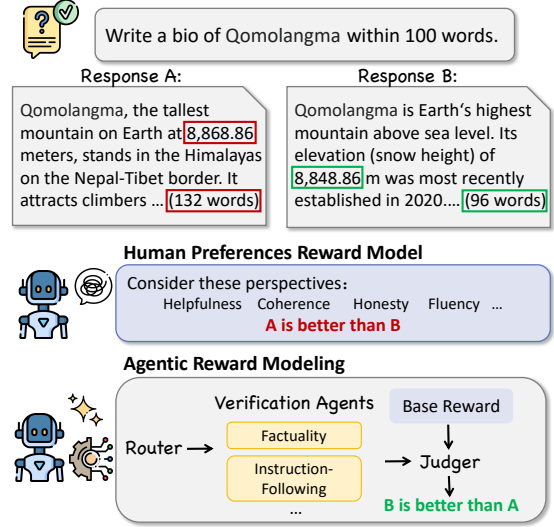 Write a bio of Qomolangma within 100 words.
Response A:
Qomolangma, the tallest
mountain on Earth at 8,868.86
meters, stands in the Himalayas
on the Nepal-Tibet border. It
attracts climbers ... (132 words)
Response B:
Qomolangma is Earth's highest
mountain above sea level. Its
elevation (snow height) of
8,848.86 m was most recently
established in 2020.... (96 words)
Human Preferences Reward Model
Consider these perspectives:
Helpfulness Coherence Honesty Fluency ...
A is better than B
Agentic Reward Modeling
Router
Verification Agents
Factuality
Instruction-
Following
...
Base Reward
Judger
B is better than A